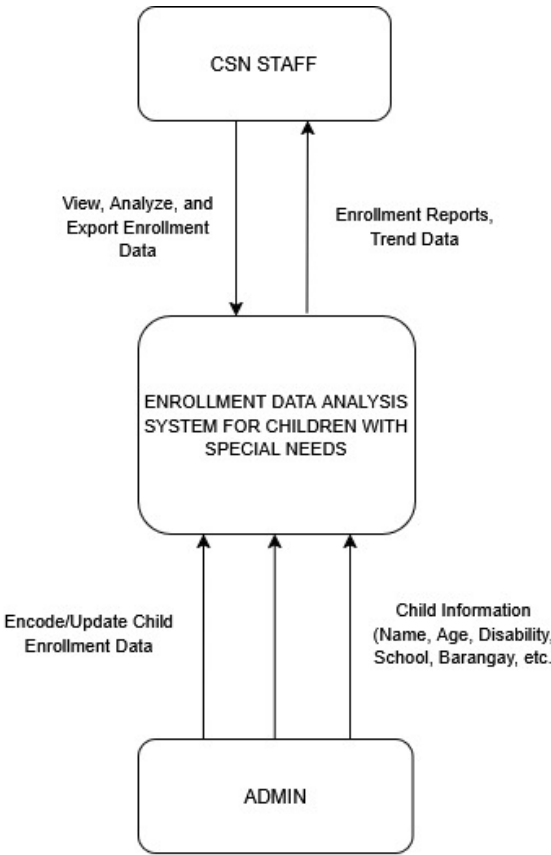 CSN STAFF
View, Analyze, and
Export Enrollment
Data
Enrollment Reports,
Trend Data
ENROLLMENT DATA ANALYSIS
SYSTEM FOR CHILDREN WITH
SPECIAL NEEDS
Encode/Update Child
Enrollment Data
Child Information
(Name, Age, Disability,
School, Barangay, etc.
ADMIN